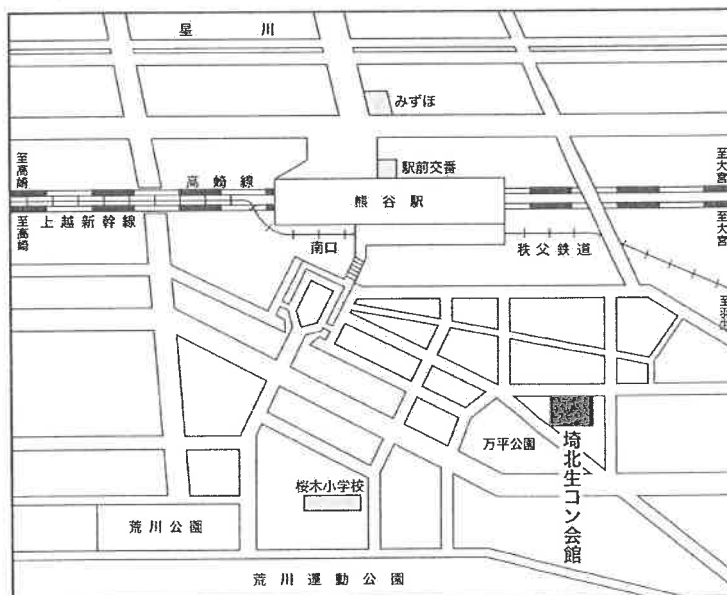 星川
みずほ
駅前交番
至高崎
高崎線
熊谷駅
至大宮
至高崎
上越新幹線
南口
秩父鉄道
至大宮
万平公園
埼北生コン会館
桜木小学校
荒川公園
荒川運動公園